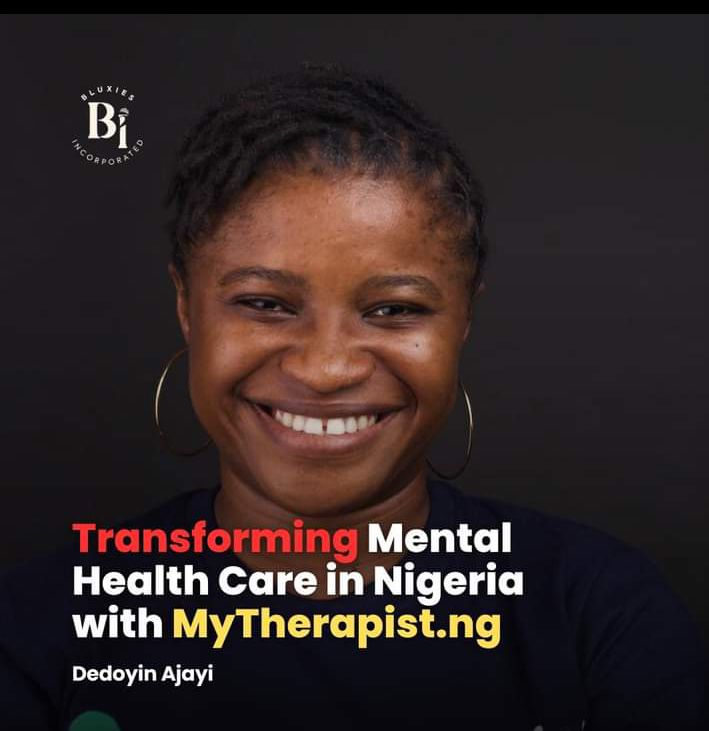 BLUXIES
Bi
INCORPORATED
Transforming Mental
Health Care in Nigeria
with MyTherapist.ng
Dedoyin Ajayi